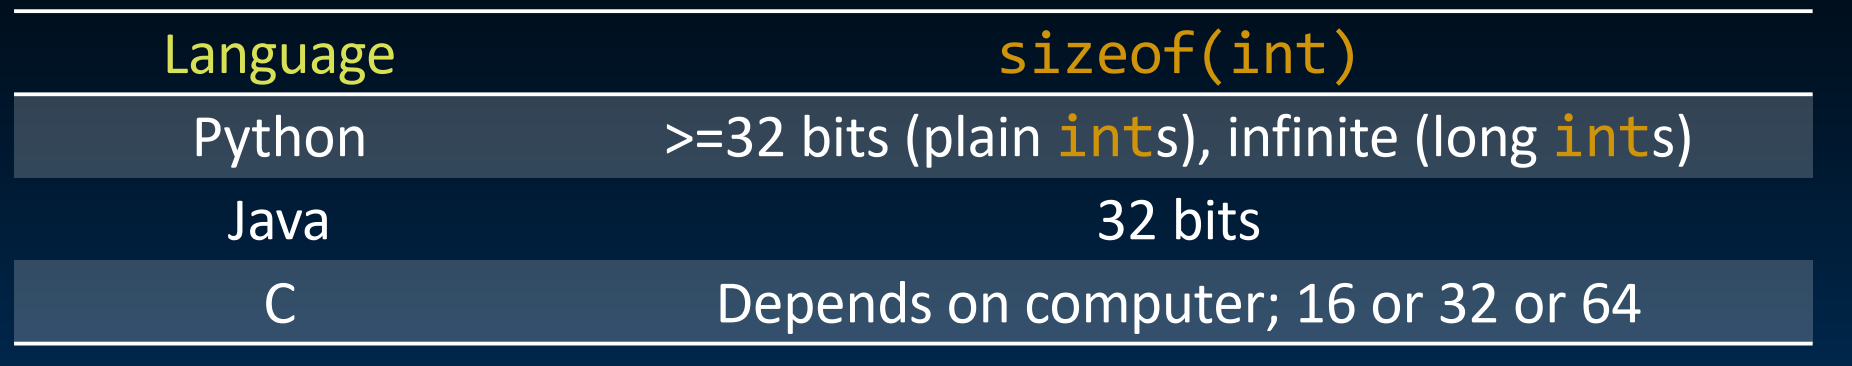 Language sizeof(int)
Python >=32 bits (plain ints), infinite (long ints)
Java 32 bits
C Depends on computer; 16 or 32 or 64